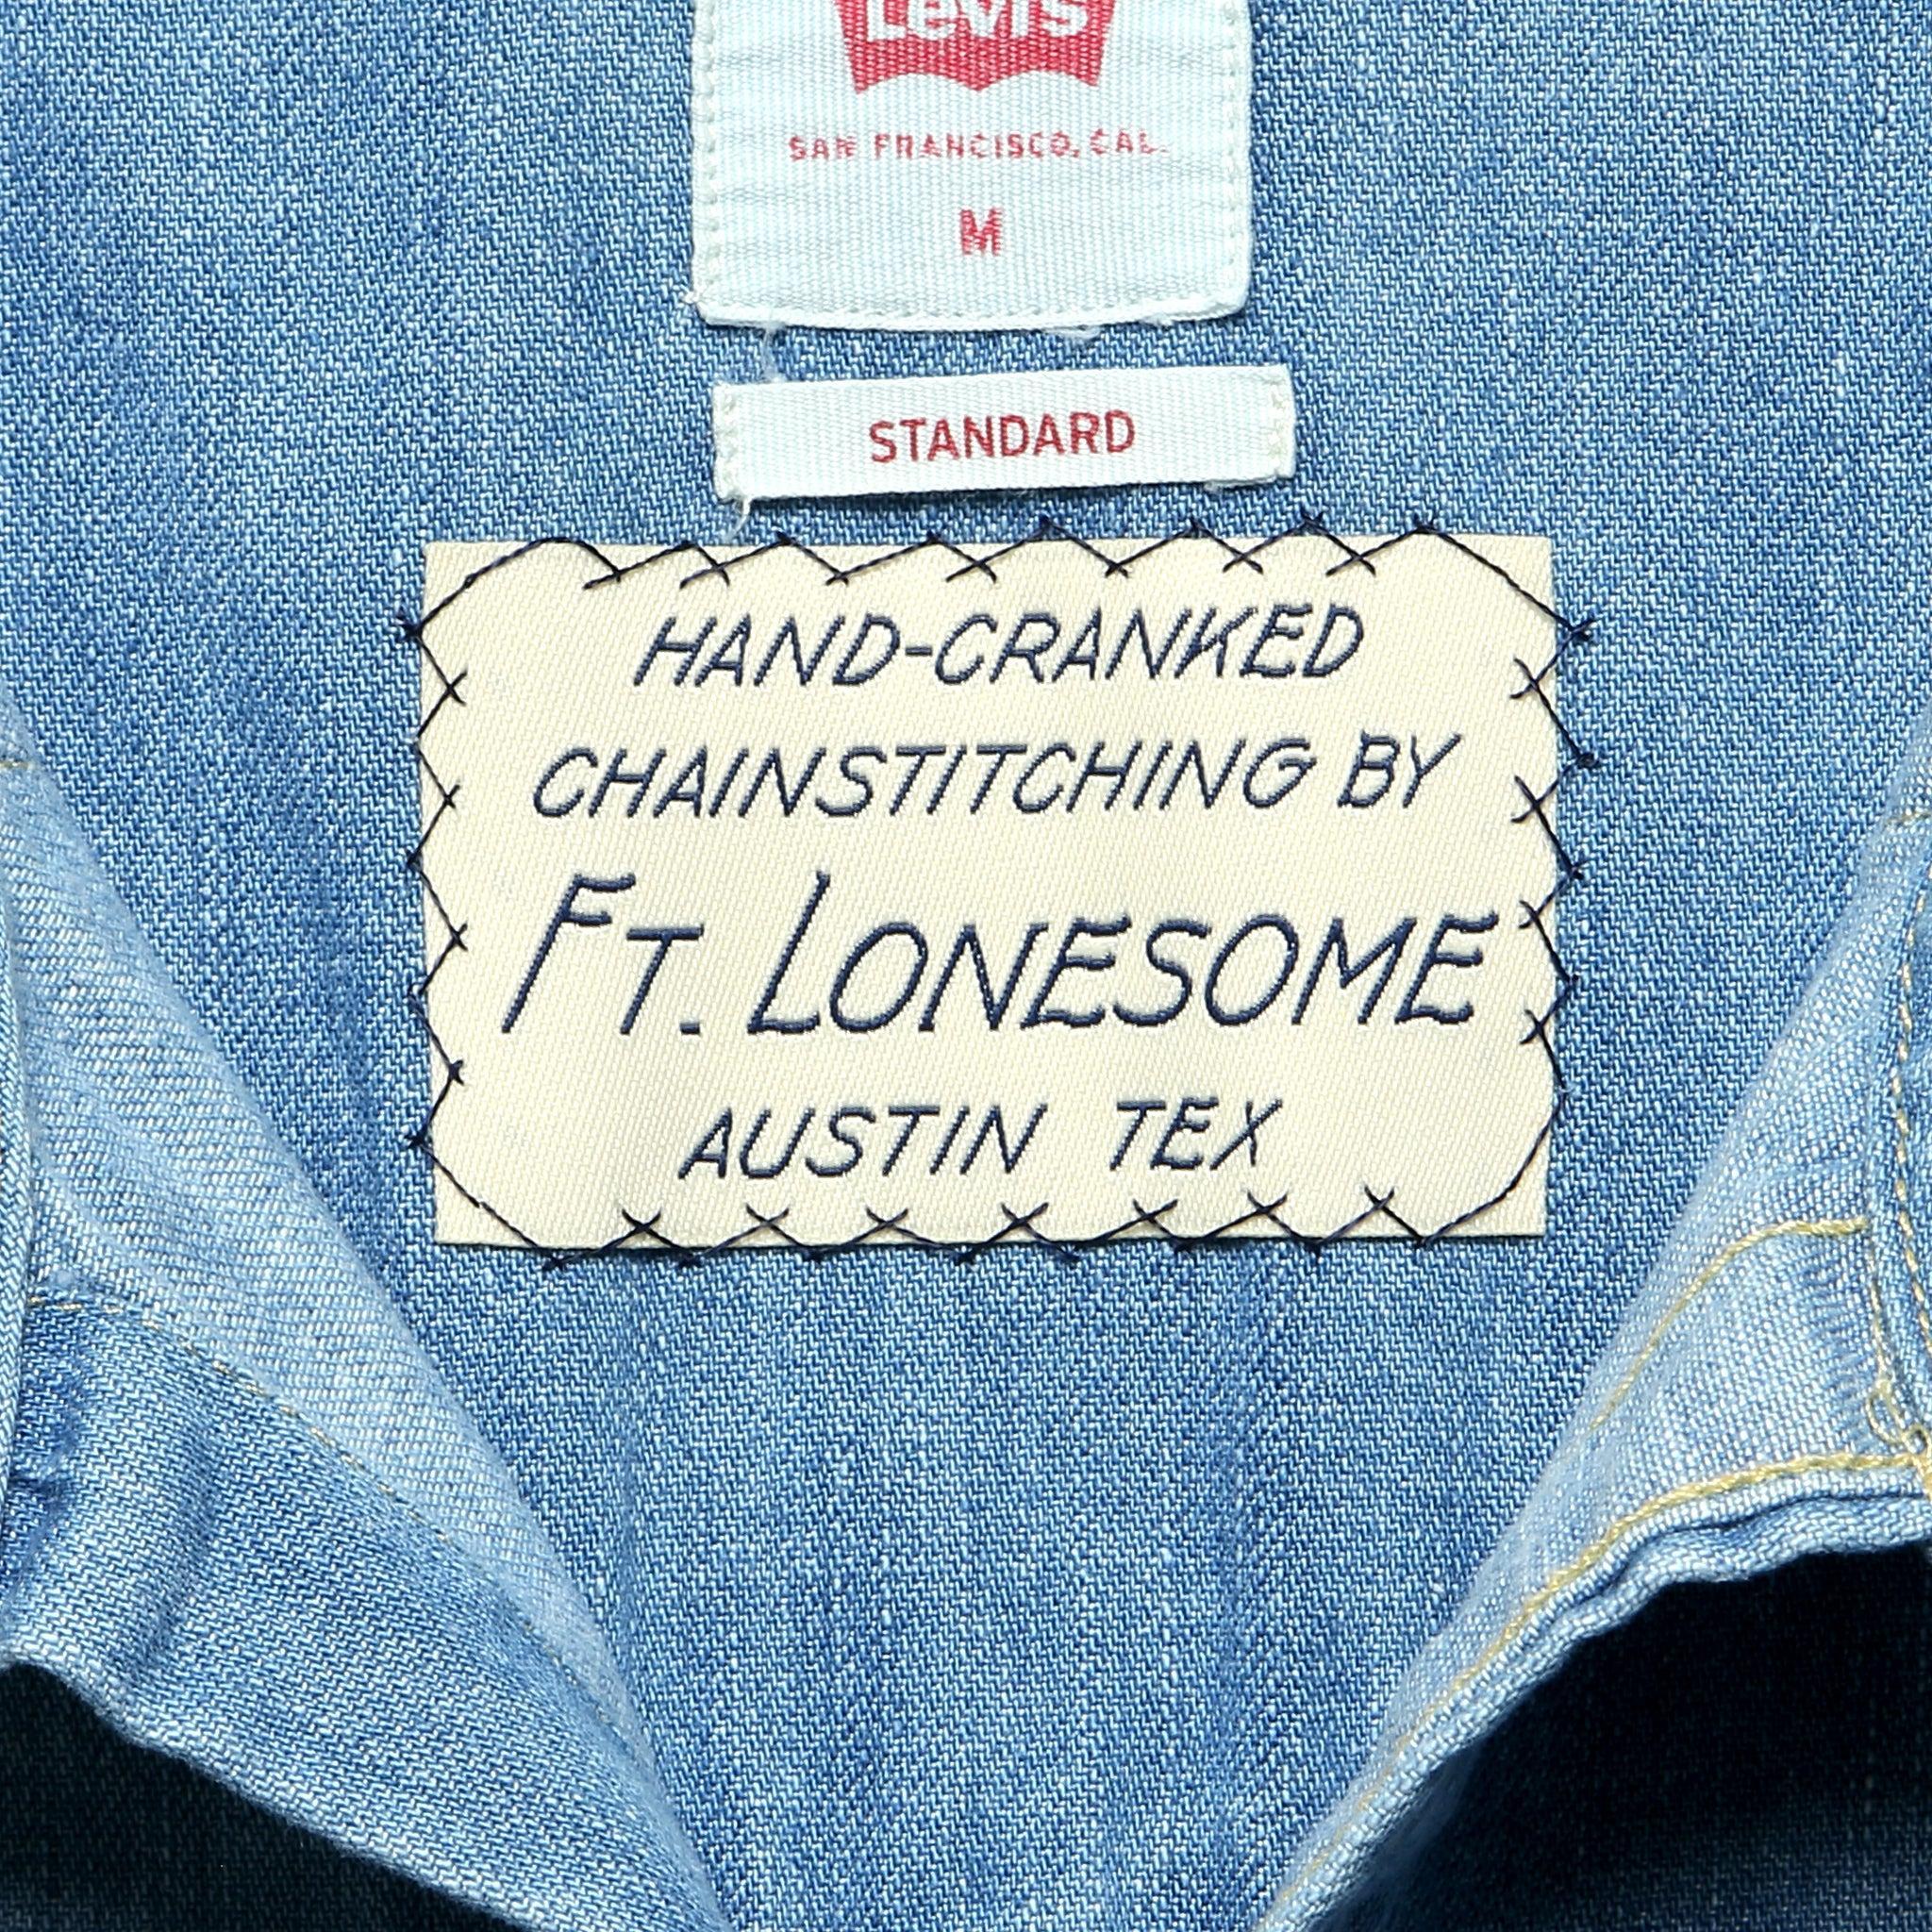 Levi's
SAN FRANCISCO, CAL.
M
STANDARD
HAND-CRANKED
CHAINSTITCHING BY
FT. LONESOME
AUSTIN TEX